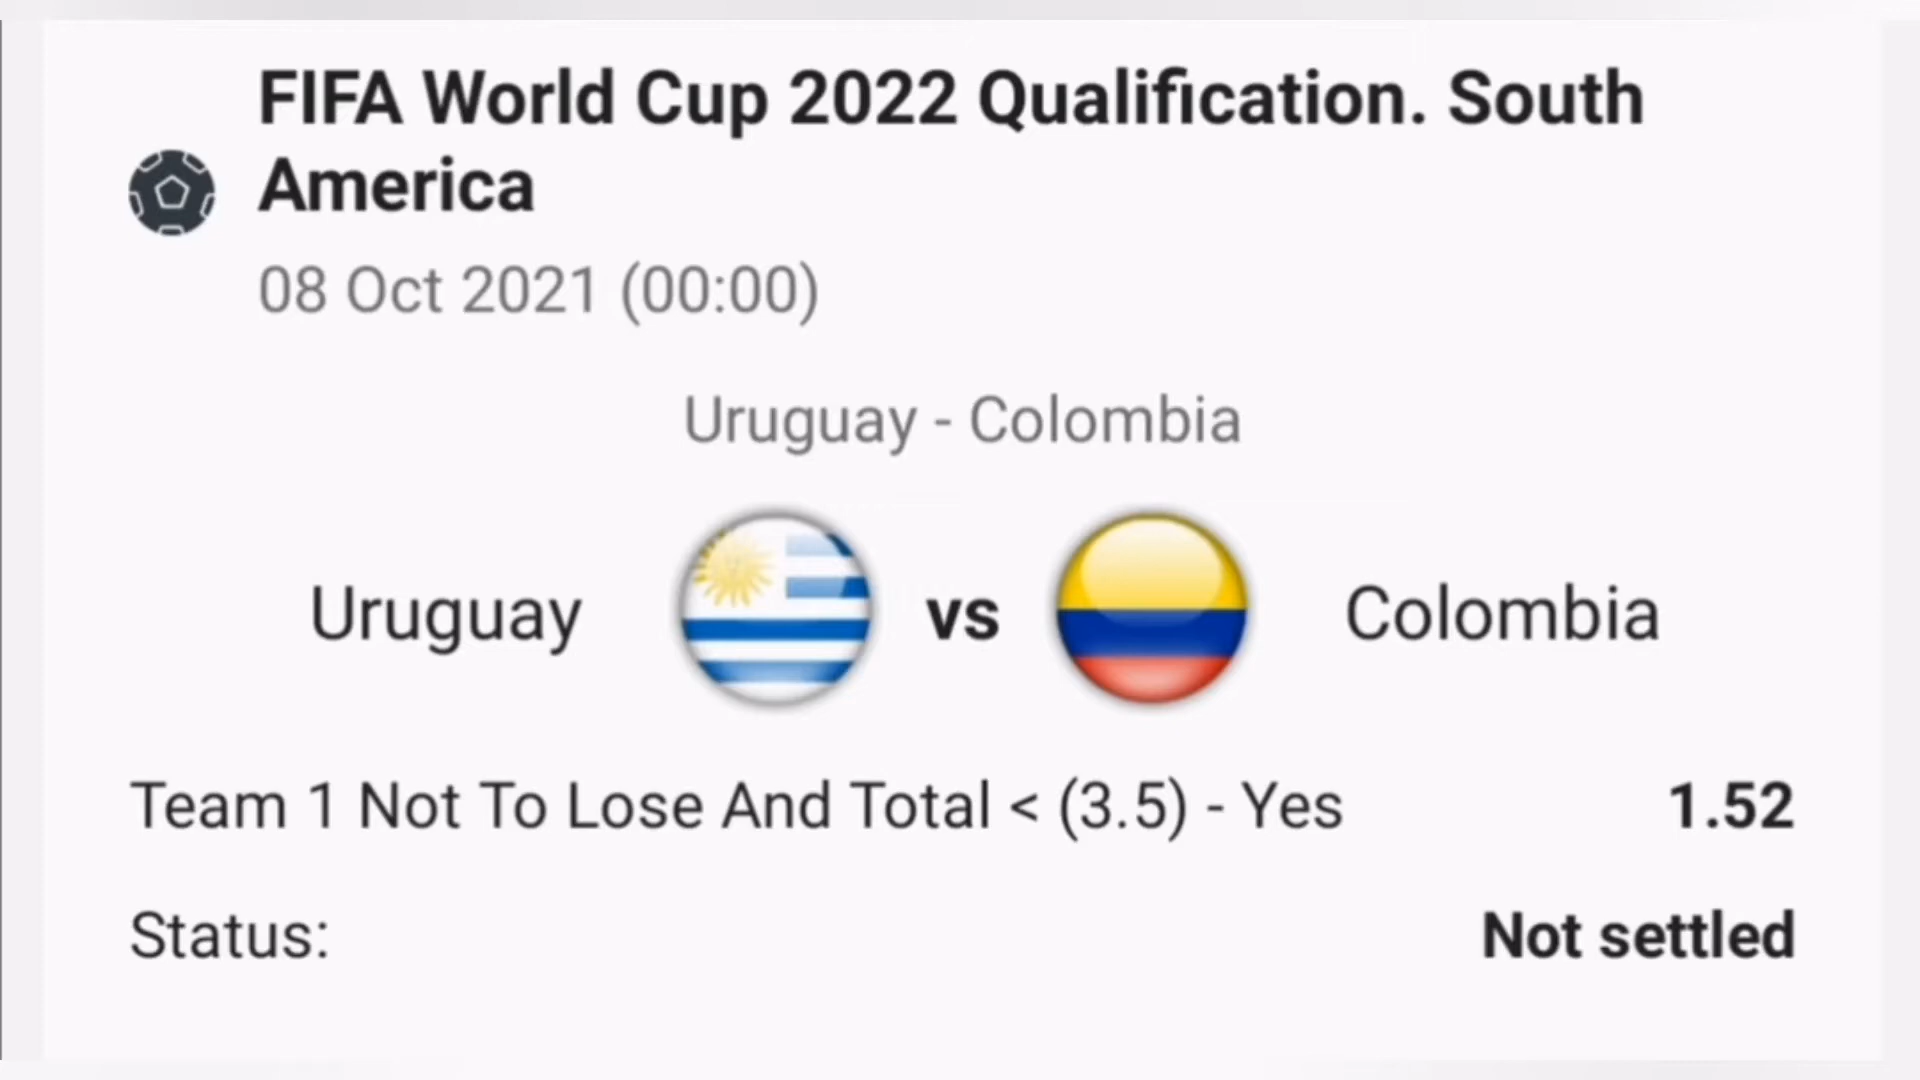 FIFA World Cup 2022 Qualification. South
America
08 Oct 2021 (00:00)
Uruguay - Colombia
Uruguay vs Colombia
Team 1 Not To Lose And Total < (3.5) - Yes 1.52
Status: Not settled